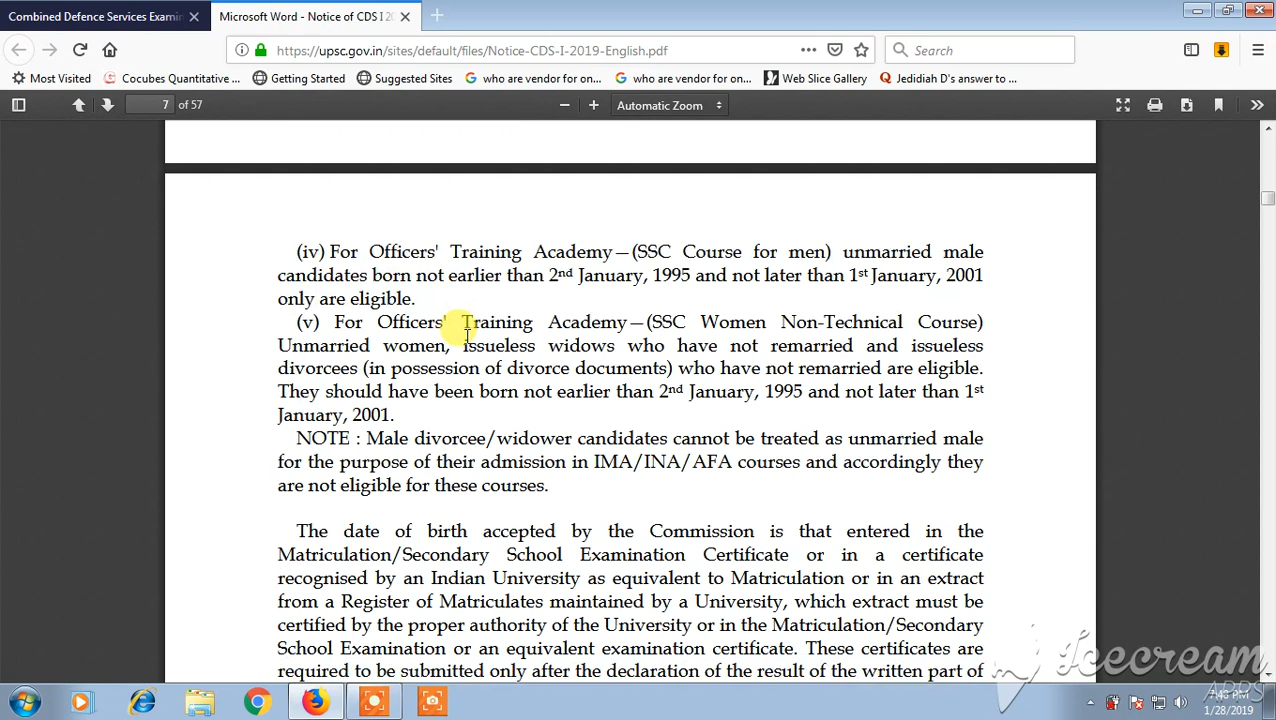 Combined Defence Services Examin
Microsoft Word - Notice of CDS I 20
https://upsc.gov.in/sites/default/files/Notice-CDS-I-2019-English.pdf
Search
Most Visited
Cocubes Quantitative ...
Getting Started
Suggested Sites
who are vendor for on...
who are vendor for on...
Web Slice Gallery
Jedidiah D's answer to ...
7 of 57
Automatic Zoom
(iv) For Officers' Training Academy—(SSC Course for men) unmarried male
candidates born not earlier than 2nd January, 1995 and not later than 1st January, 2001
only are eligible.
(v) For Officers' Training Academy—(SSC Women Non-Technical Course)
Unmarried women, issueless widows who have not remarried and issueless
divorcees (in possession of divorce documents) who have not remarried are eligible.
They should have been born not earlier than 2nd January, 1995 and not later than 1st
January, 2001.
NOTE : Male divorcee/widower candidates cannot be treated as unmarried male
for the purpose of their admission in IMA/INA/AFA courses and accordingly they
are not eligible for these courses.
The date of birth accepted by the Commission is that entered in the
Matriculation/Secondary School Examination Certificate or in a certificate
recognised by an Indian University as equivalent to Matriculation or in an extract
from a Register of Matriculates maintained by a University, which extract must be
certified by the proper authority of the University or in the Matriculation/Secondary
School Examination or an equivalent examination certificate. These certificates are
required to be submitted only after the declaration of the result of the written part of
Icecream
APPS
7:48 PM
1/28/2019